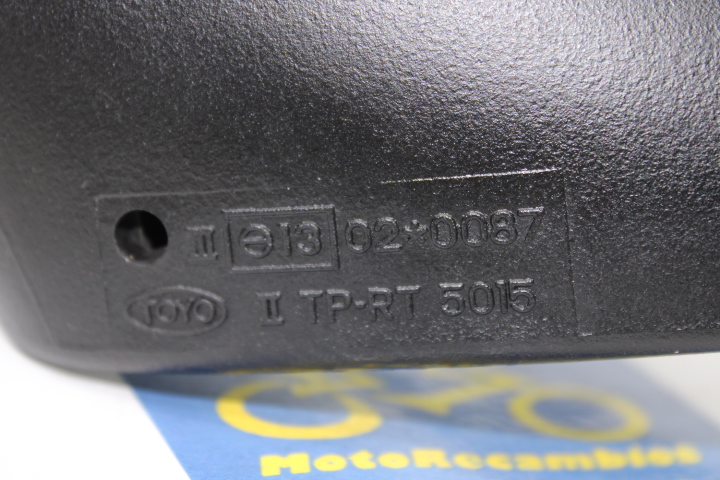 II e13 02*0087
TOYO II TP-RT 5015
MotoRecambios